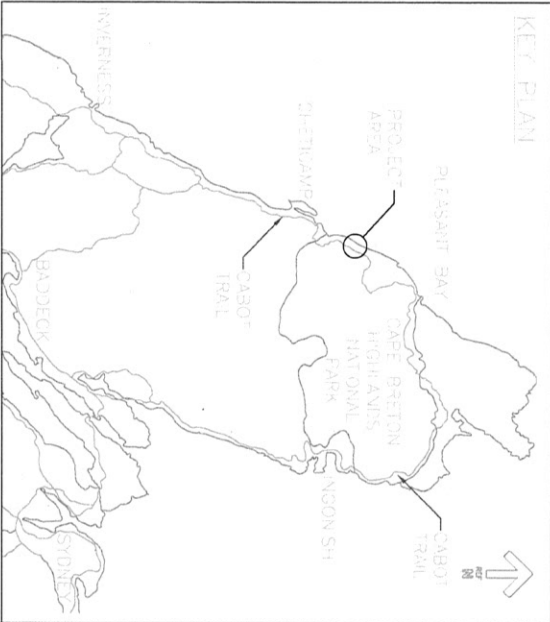 KEY PLAN
PLEASANT BAY
PROJECT
AREA
CHETICAMP
INVERNESS
CABOT
TRAIL
CAPE BRETON
HIGHLANDS
NATIONAL
PARK
CABOT
TRAIL
INGONISH
BADDECK
SYDNEY